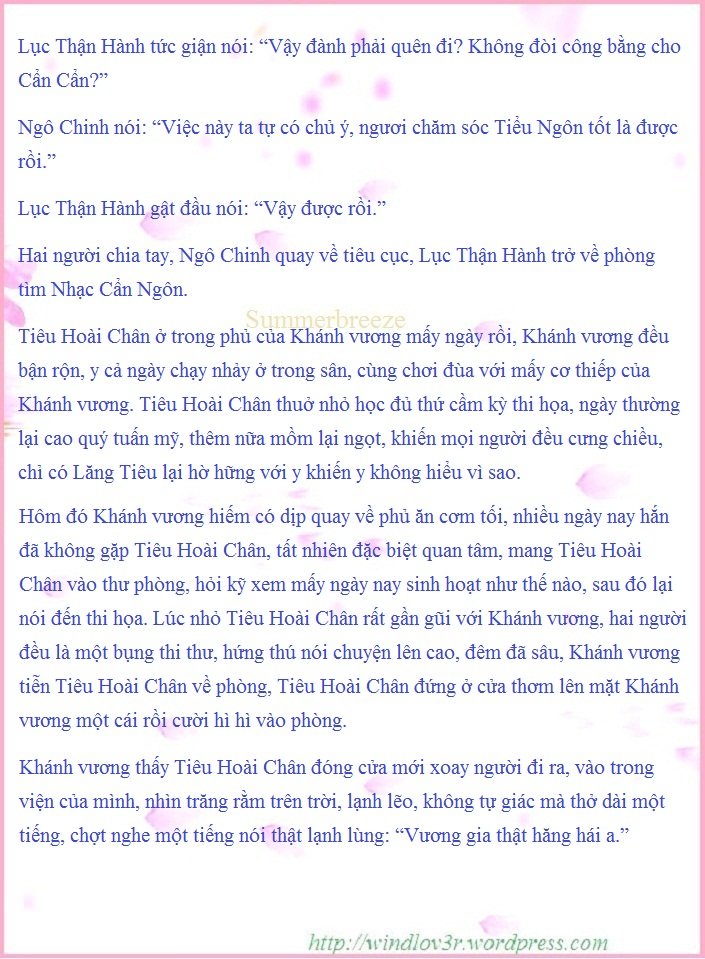 Lục Thận Hành tức giận nói: “Vậy đành phải quên đi? Không đòi công bằng cho
Cẩn Cẩn?”
Ngô Chinh nói: “Việc này ta tự có chủ ý, ngươi chăm sóc Tiểu Ngôn tốt là được
rồi.”
Lục Thận Hành gật đầu nói: “Vậy được rồi.”
Hai người chia tay, Ngô Chinh quay về tiêu cục, Lục Thận Hành trở về phòng
tìm Nhạc Cẩn Ngôn.
Summerbreeze
Tiêu Hoài Chân ở trong phủ của Khánh vương mấy ngày rồi, Khánh vương đều
bận rộn, y cả ngày chạy nhảy ở trong sân, cùng chơi đùa với mấy cơ thiếp của
Khánh vương. Tiêu Hoài Chân thuở nhỏ học đủ thứ cầm kỳ thi họa, ngày thường
lại cao quý tuấn mỹ, thêm nữa mồm lại ngọt, khiến mọi người đều cưng chiều,
chỉ có Lăng Tiêu lại hờ hững với y khiến y không hiểu vì sao.
Hôm đó Khánh vương hiếm có dịp quay về phủ ăn cơm tối, nhiều ngày nay hắn
đã không gặp Tiêu Hoài Chân, tất nhiên đặc biệt quan tâm, mang Tiêu Hoài
Chân vào thư phòng, hỏi kỹ xem mấy ngày nay sinh hoạt như thế nào, sau đó lại
nói đến thi họa. Lúc nhỏ Tiêu Hoài Chân rất gần gũi với Khánh vương, hai người
đều là một bụng thi thư, hứng thú nói chuyện lên cao, đêm đã sâu, Khánh vương
tiễn Tiêu Hoài Chân về phòng, Tiêu Hoài Chân đứng ở cửa thơm lên mặt Khánh
vương một cái rồi cười hì hì vào phòng.
Khánh vương thấy Tiêu Hoài Chân đóng cửa mới xoay người đi ra, vào trong
viện của mình, nhìn trăng rằm trên trời, lạnh lẽo, không tự giác mà thở dài một
tiếng, chợt nghe một tiếng nói thật lạnh lùng: “Vương gia thật hăng hái a.”
http://windlov3r.wordpress.com